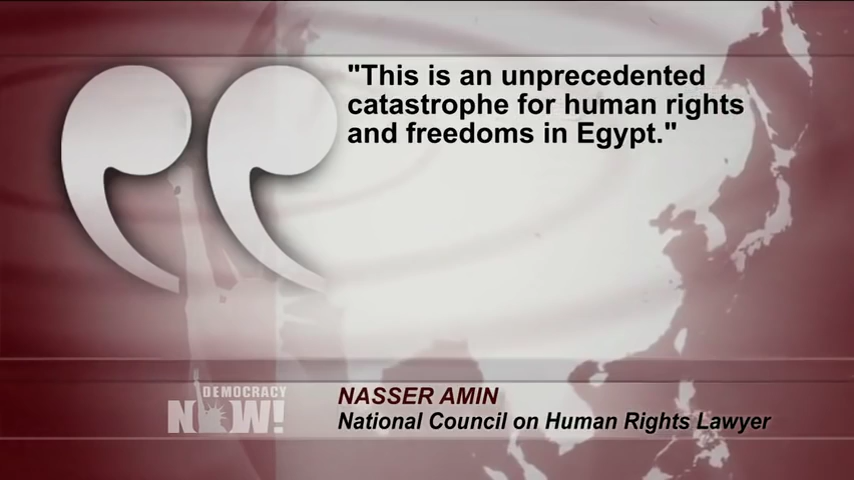 "This is an unprecedented
catastrophe for human rights
and freedoms in Egypt."
DEMOCRACY
NOW!
NASSER AMIN
National Council on Human Rights Lawyer